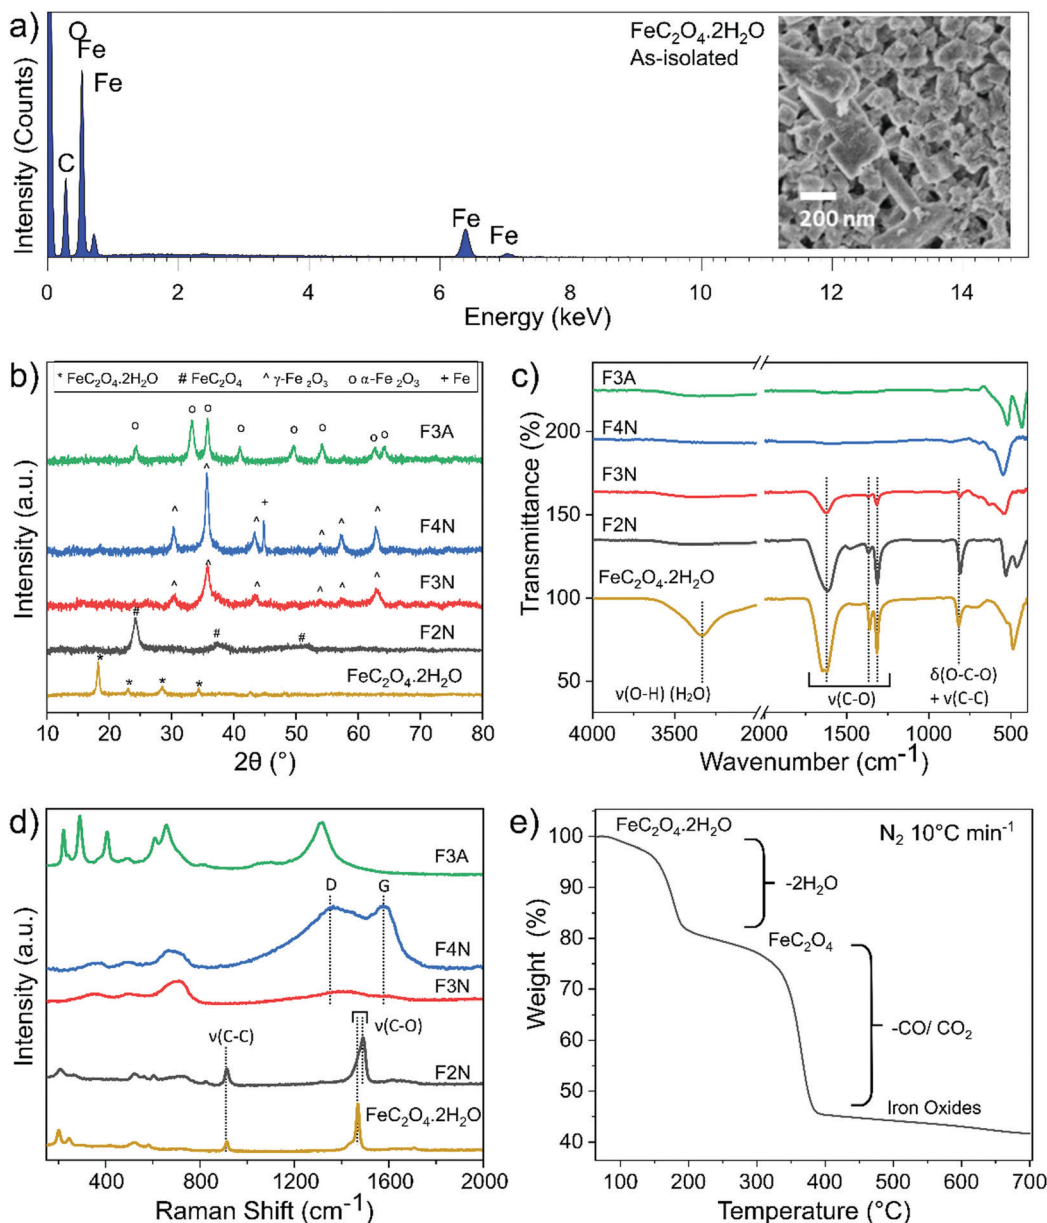 a)
Intensity (Counts)
O
Fe
Fe
C
Fe
Fe
FeC₂O₄.2H₂O
As-isolated
200 nm
0 2 4 6 8 10 12 14
Energy (keV)
b)
* FeC₂O₄.2H₂O # FeC₂O₄ ^ γ-Fe ₂O₃ o α-Fe ₂O₃ + Fe
Intensity (a.u.)
o o o o o o o o
F3A
^ ^ ^ + ^ ^ ^
F4N
^ ^ ^ ^ ^ ^
F3N
# # #
F2N
* * * *
FeC₂O₄.2H₂O
10 20 30 40 50 60 70 80
2θ (°)
c)
Transmittance (%)
200
150
100
50
F3A
F4N
F3N
F2N
FeC₂O₄.2H₂O
ν(O-H) (H₂O)
ν(C-O)
δ(O-C-O)
+ ν(C-C)
4000 3000 2000 1500 1000 500
Wavenumber (cm⁻¹)
d)
Intensity (a.u.)
F3A
D G
F4N
F3N
ν(C-C)
ν(C-O)
F2N
FeC₂O₄.2H₂O
400 800 1200 1600 2000
Raman Shift (cm⁻¹)
e)
Weight (%)
100
90
80
70
60
50
40
FeC₂O₄.2H₂O
N₂ 10°C min⁻¹
-2H₂O
FeC₂O₄
-CO/ CO₂
Iron Oxides
100 200 300 400 500 600 700
Temperature (°C)